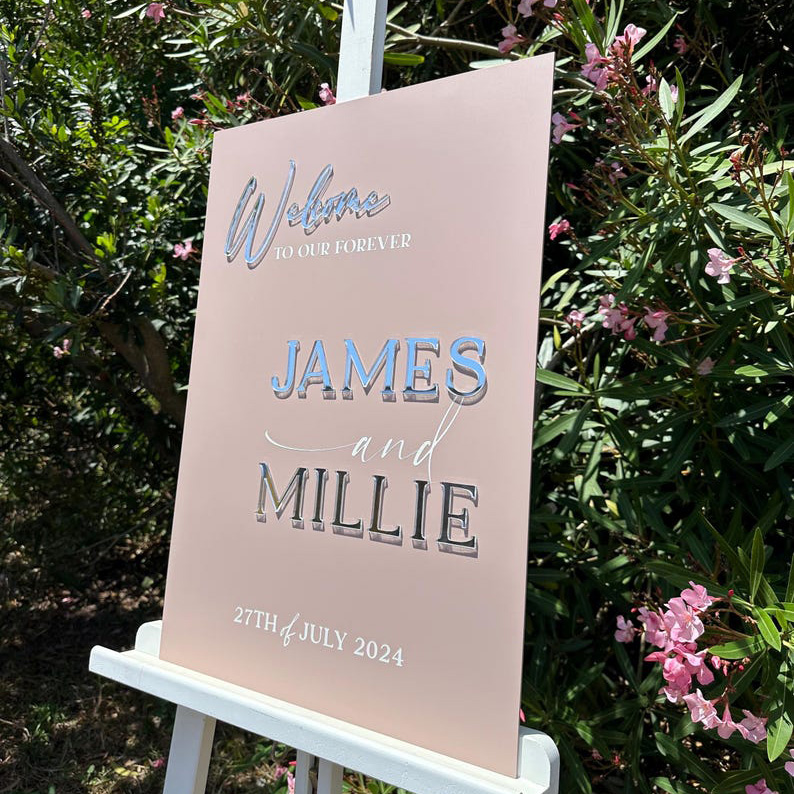 Welcome
TO OUR FOREVER
JAMES
and
MILLIE
27TH of JULY 2024